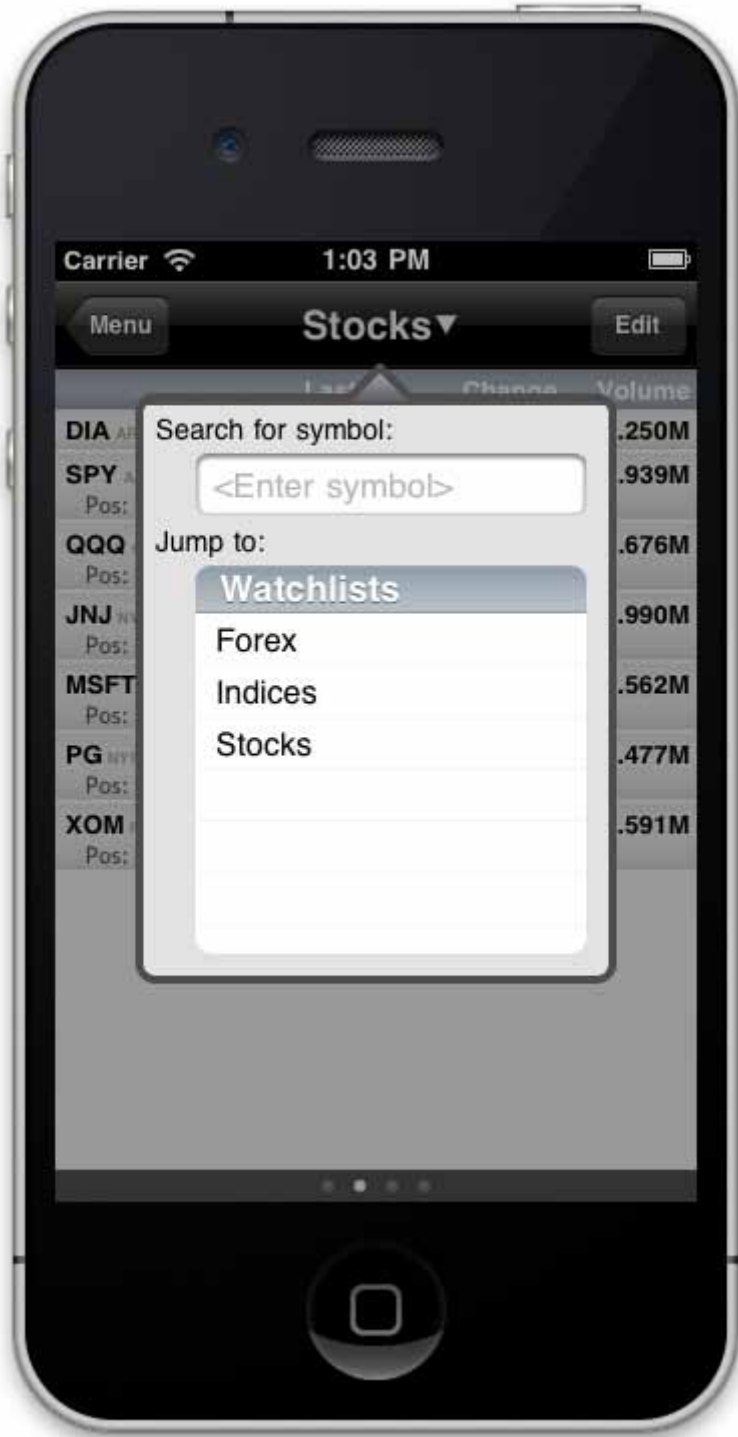 Carrier 1:03 PM
Menu Stocks▼ Edit
Last Change Volume
DIA .250M
Search for symbol:
SPY .939M
<Enter symbol>
Pos:
QQQ .676M
Jump to:
Pos:
Watchlists
JNJ .990M
Forex
Pos:
MSFT .562M
Indices
Pos:
Stocks
PG .477M
Pos:
XOM .591M
Pos: